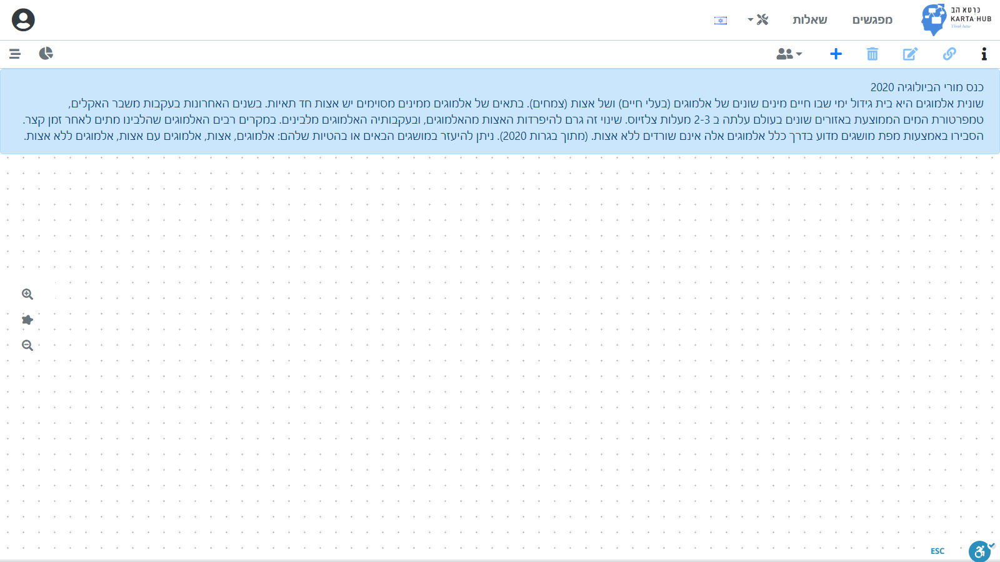 כרטא הב
KARTA·HUB
Think better
מפגשים
שאלות
כנס מורי הביולוגיה 2020
שונית אלמוגים היא בית גידול ימי שבו חיים מינים שונים של אלמוגים (בעלי חיים) ושל אצות (צמחים). בתאים של אלמוגים ממינים מסוימים יש אצות חד תאיות. בשנים האחרונות בעקבות משבר האקלים,
טמפרטורת המים הממוצעת באזורים שונים בעולם עלתה ב 2-3 מעלות צלזיוס. שינוי זה גרם להיפרדות האצות מהאלמוגים, ובעקבותיה האלמוגים מלבינים. במקרים רבים האלמוגים שהלבינו מתים לאחר זמן קצר.
הסבירו באמצעות מפת מושגים מדוע בדרך כלל אלמוגים אלה אינם שורדים ללא אצות. (מתוך בגרות 2020). ניתן להיעזר במושגים הבאים או בהטיות שלהם: אלמוגים, אצות, אלמוגים עם אצות, אלמוגים ללא אצות.
ESC